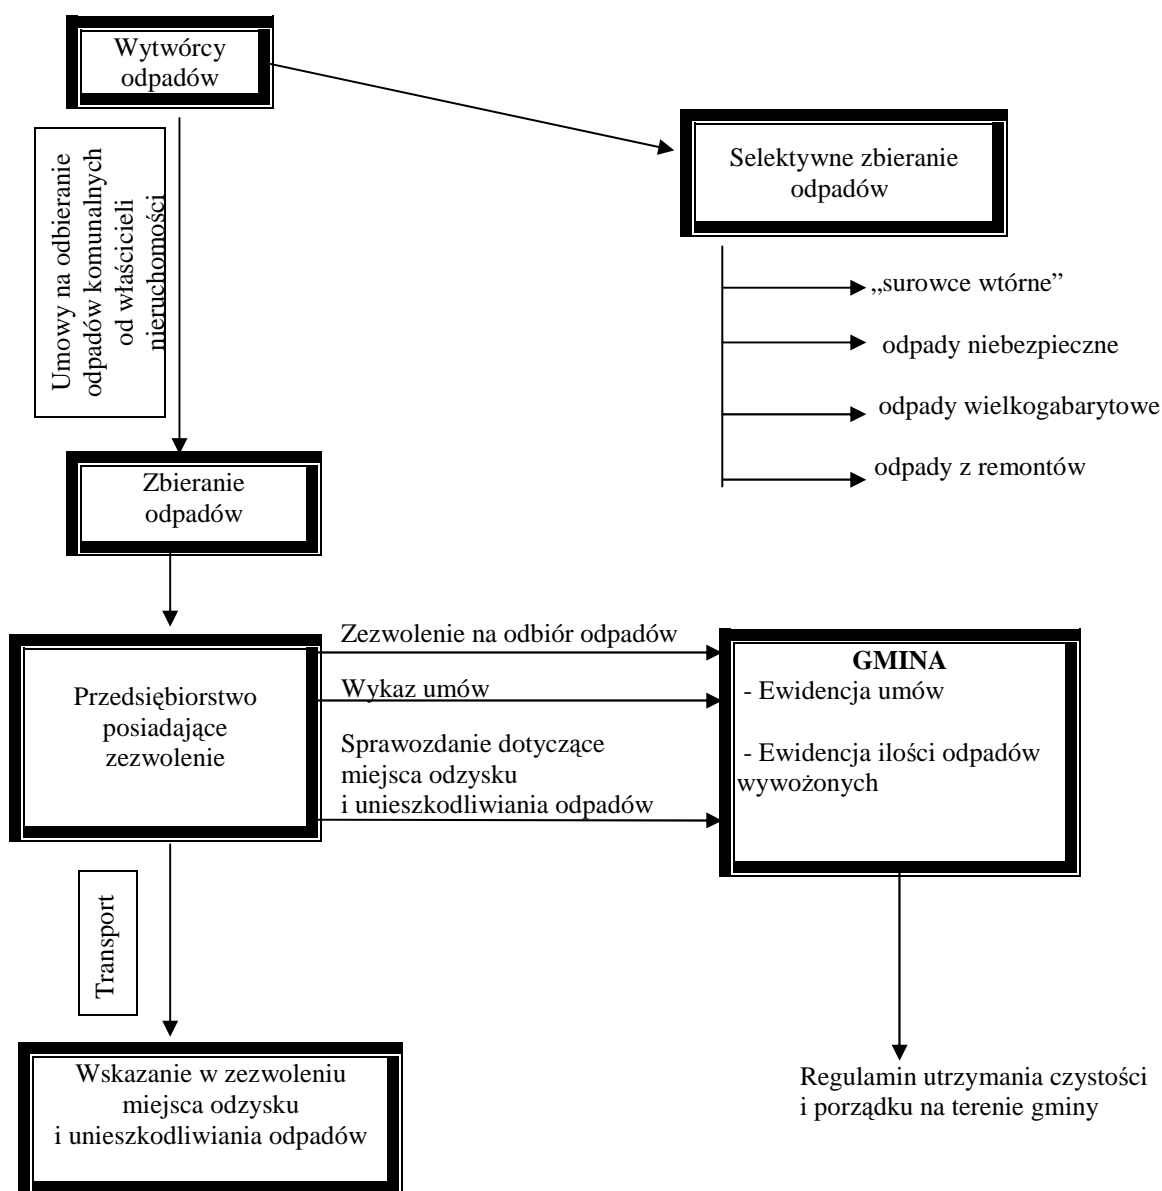 Wytwórcy
odpadów
Selektywne zbieranie
odpadów
Umowy na odbieranie
odpadów komunalnych
od właścicieli
nieruchomości
„surowce wtórne”
odpady niebezpieczne
odpady wielkogabarytowe
odpady z remontów
Zbieranie
odpadów
Przedsiębiorstwo
posiadające
zezwolenie
Zezwolenie na odbiór odpadów
Wykaz umów
Sprawozdanie dotyczące
miejsca odzysku
i unieszkodliwiania odpadów
GMINA
- Ewidencja umów
- Ewidencja ilości odpadów
wywożonych
Transport
Wskazanie w zezwoleniu
miejsca odzysku
i unieszkodliwiania odpadów
Regulamin utrzymania czystości
i porządku na terenie gminy